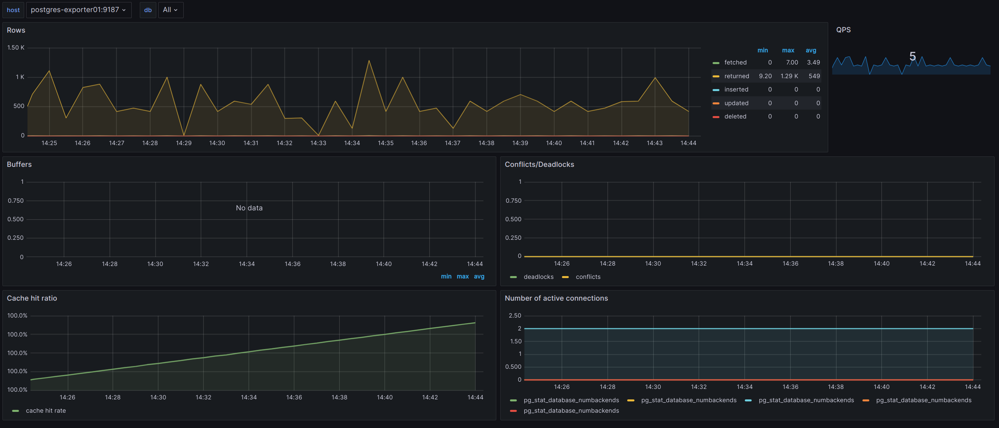 host postgres-exporter01:9187 db All
Rows
QPS
1.50 K
1 K
500
0
14:25 14:26 14:27 14:28 14:29 14:30 14:31 14:32 14:33 14:34 14:35 14:36 14:37 14:38 14:39 14:40 14:41 14:42 14:43 14:44
min max avg
fetched 0 7.00 3.49
returned 9.20 1.29 K 549
inserted 0 0 0
updated 0 0 0
deleted 0 0 0
5
Buffers
1
0.750
0.500
0.250
0
No data
14:26 14:28 14:30 14:32 14:34 14:36 14:38 14:40 14:42 14:44
min max avg
Conflicts/Deadlocks
1
0.750
0.500
0.250
0
14:26 14:28 14:30 14:32 14:34 14:36 14:38 14:40 14:42 14:44
deadlocks conflicts
Cache hit ratio
100.0%
100.0%
100.0%
100.0%
100.0%
14:26 14:28 14:30 14:32 14:34 14:36 14:38 14:40 14:42 14:44
cache hit rate
Number of active connections
2.50
2
1.50
1
0.500
0
14:26 14:28 14:30 14:32 14:34 14:36 14:38 14:40 14:42 14:44
pg_stat_database_numbackends pg_stat_database_numbackends pg_stat_database_numbackends pg_stat_database_numbackends
pg_stat_database_numbackends